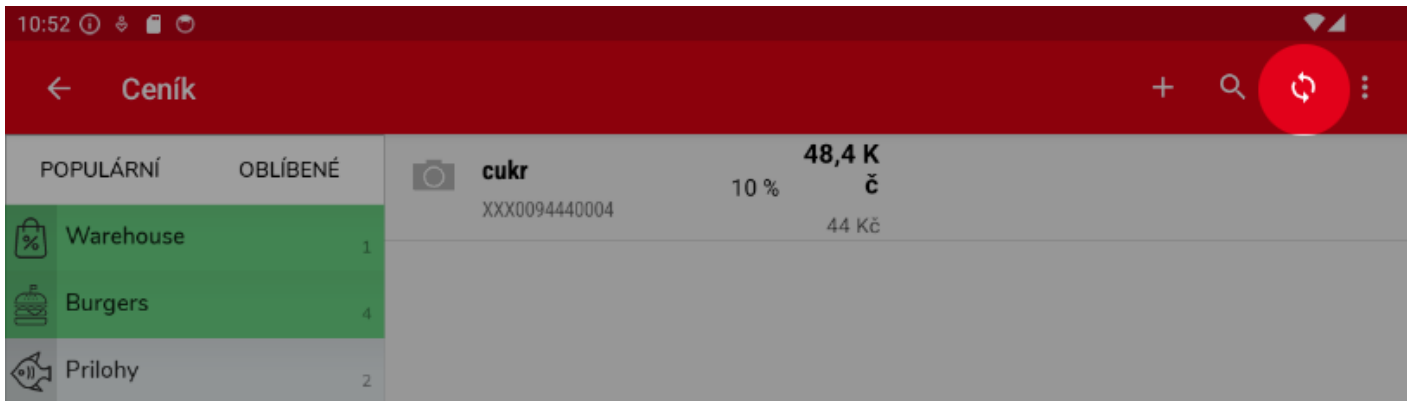 10:52
Ceník
POPULÁRNÍ OBLÍBENÉ
Warehouse 1
Burgers 4
Prilohy 2
cukr
XXX0094440004
10 %
48,4 K
č
44 Kč